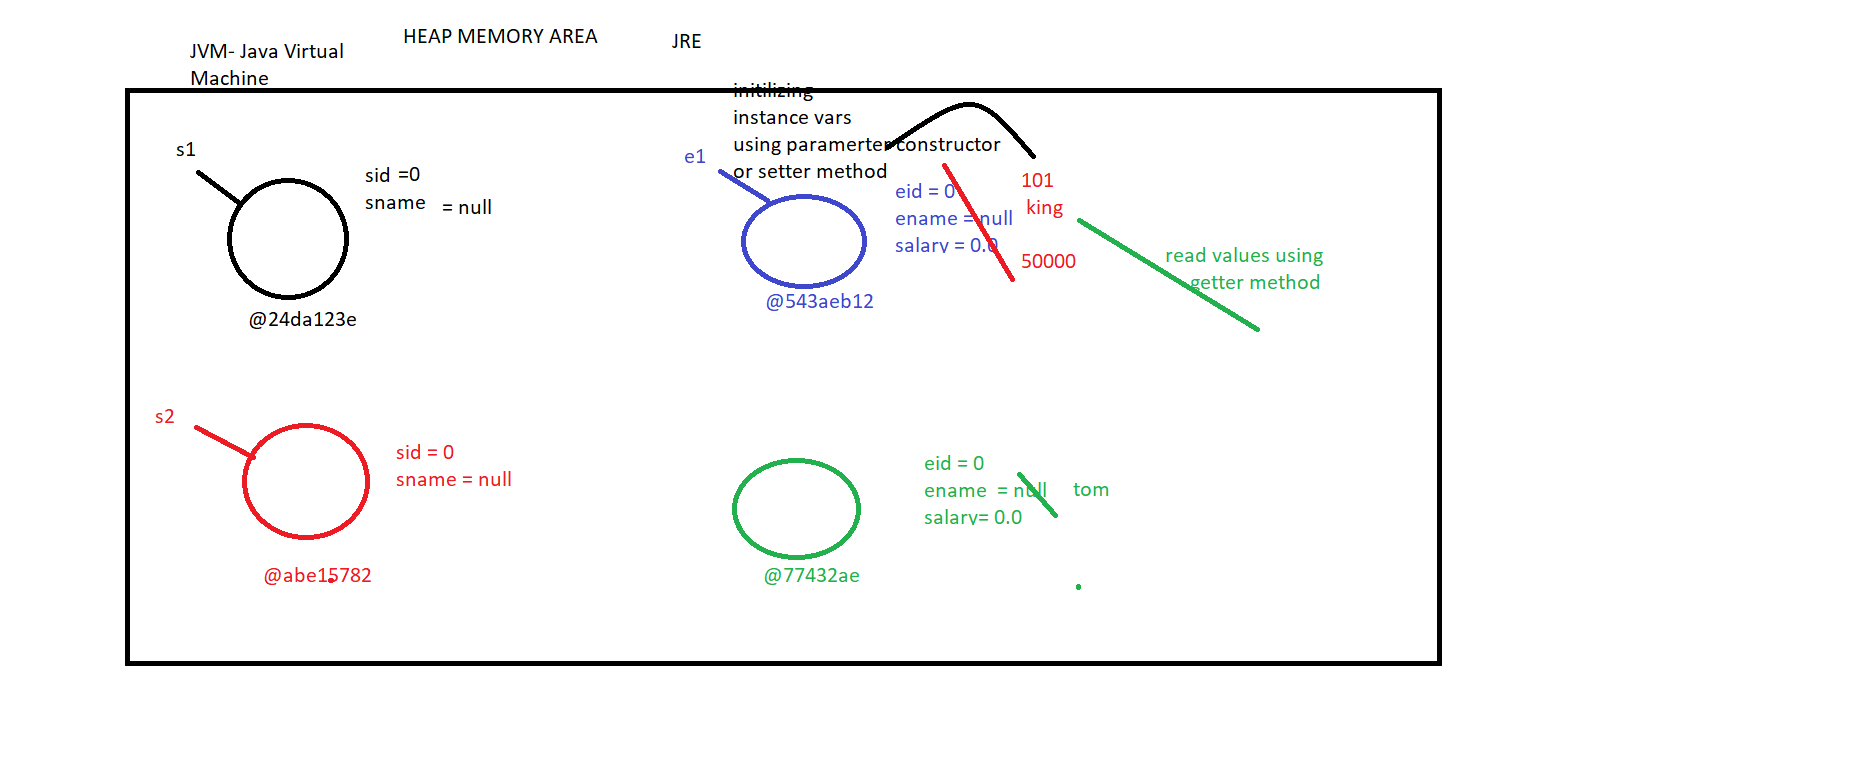 JVM- Java Virtual
Machine
HEAP MEMORY AREA
JRE
initilizing
instance vars
using paramerter constructor
or setter method
s1
sid =0
sname = null
@24da123e
e1
eid = 0
ename = null
salary = 0.0
101
king
50000
@543aeb12
read values using
getter method
s2
sid = 0
sname = null
@abe15782
eid = 0
ename = null
salary= 0.0
tom
@77432ae